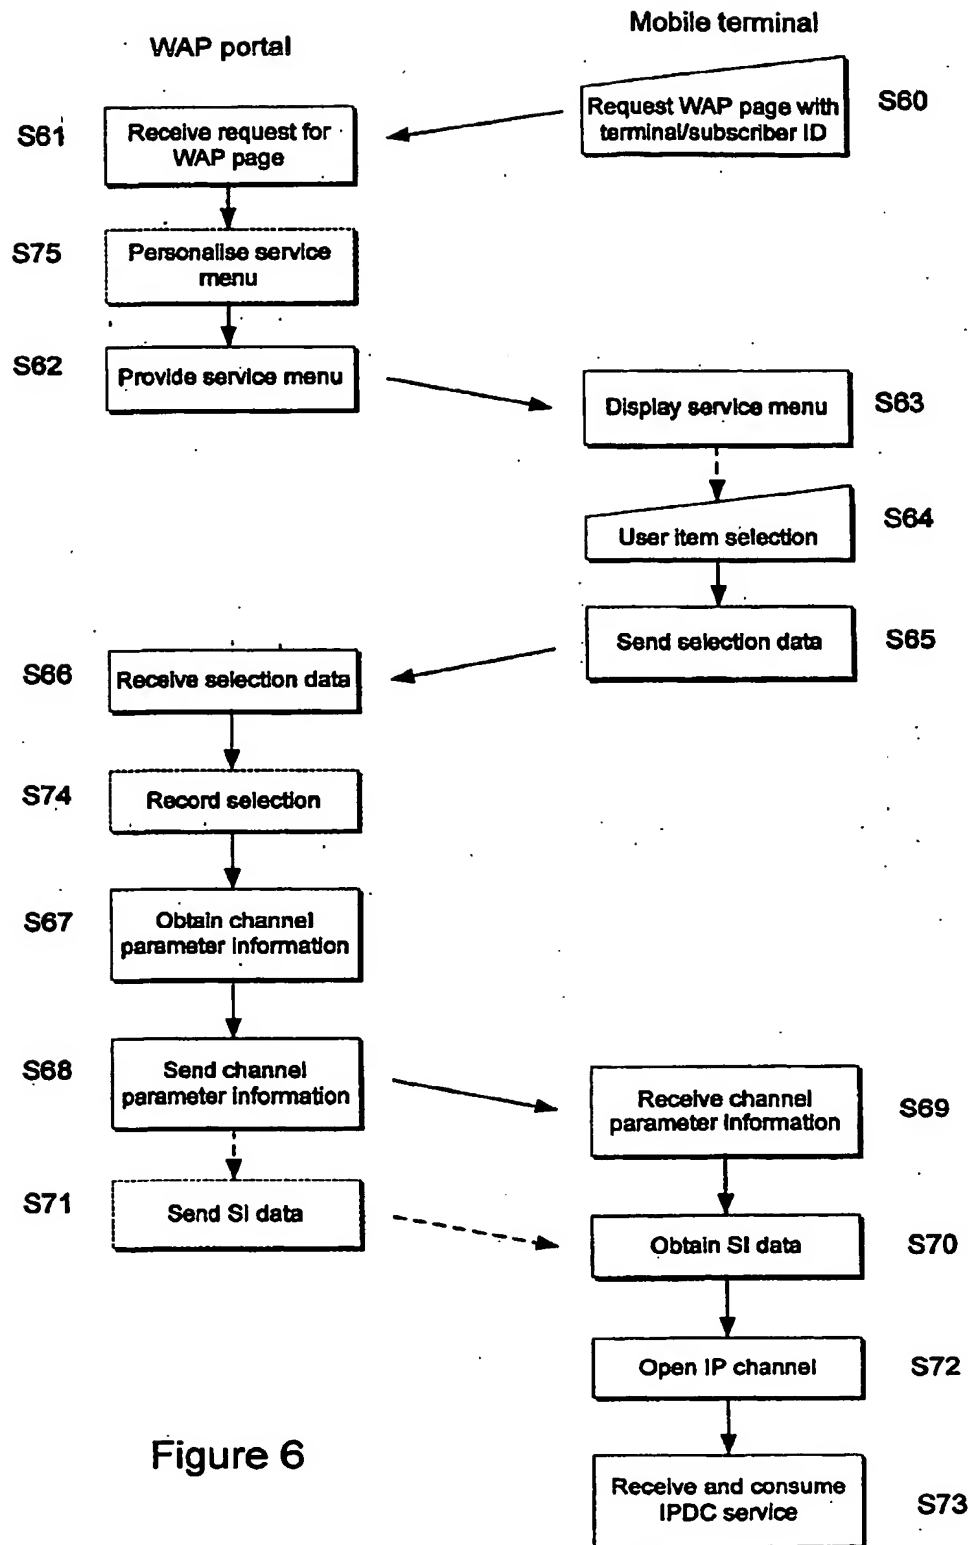 WAP portal
Mobile terminal
Request WAP page with
terminal/subscriber ID
S60
S61
Receive request for
WAP page
S75
Personalise service
menu
S62
Provide service menu
Display service menu
S63
User item selection
S64
Send selection data
S65
S66
Receive selection data
S74
Record selection
S67
Obtain channel
parameter information
S68
Send channel
parameter information
Receive channel
parameter information
S69
S71
Send SI data
Obtain SI data
S70
Open IP channel
S72
Figure 6
Receive and consume
IPDC service
S73